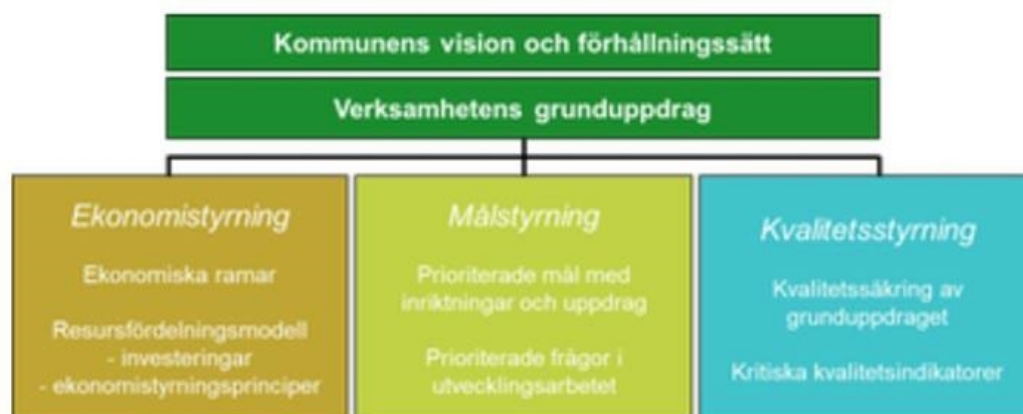 Kommunens vision och förhållningssätt
Verksamhetens grunduppdrag
Ekonomistyrning
Ekonomiska ramar
Resursfördelningsmodell
- investeringar
- ekonomistyrningsprinciper
Målstyrning
Prioriterade mål med
inriktningar och uppdrag
Prioriterade frågor i
utvecklingsarbetet
Kvalitetsstyrning
Kvalitetssäkring av
grunduppdraget
Kritiska kvalitetsindikatorer